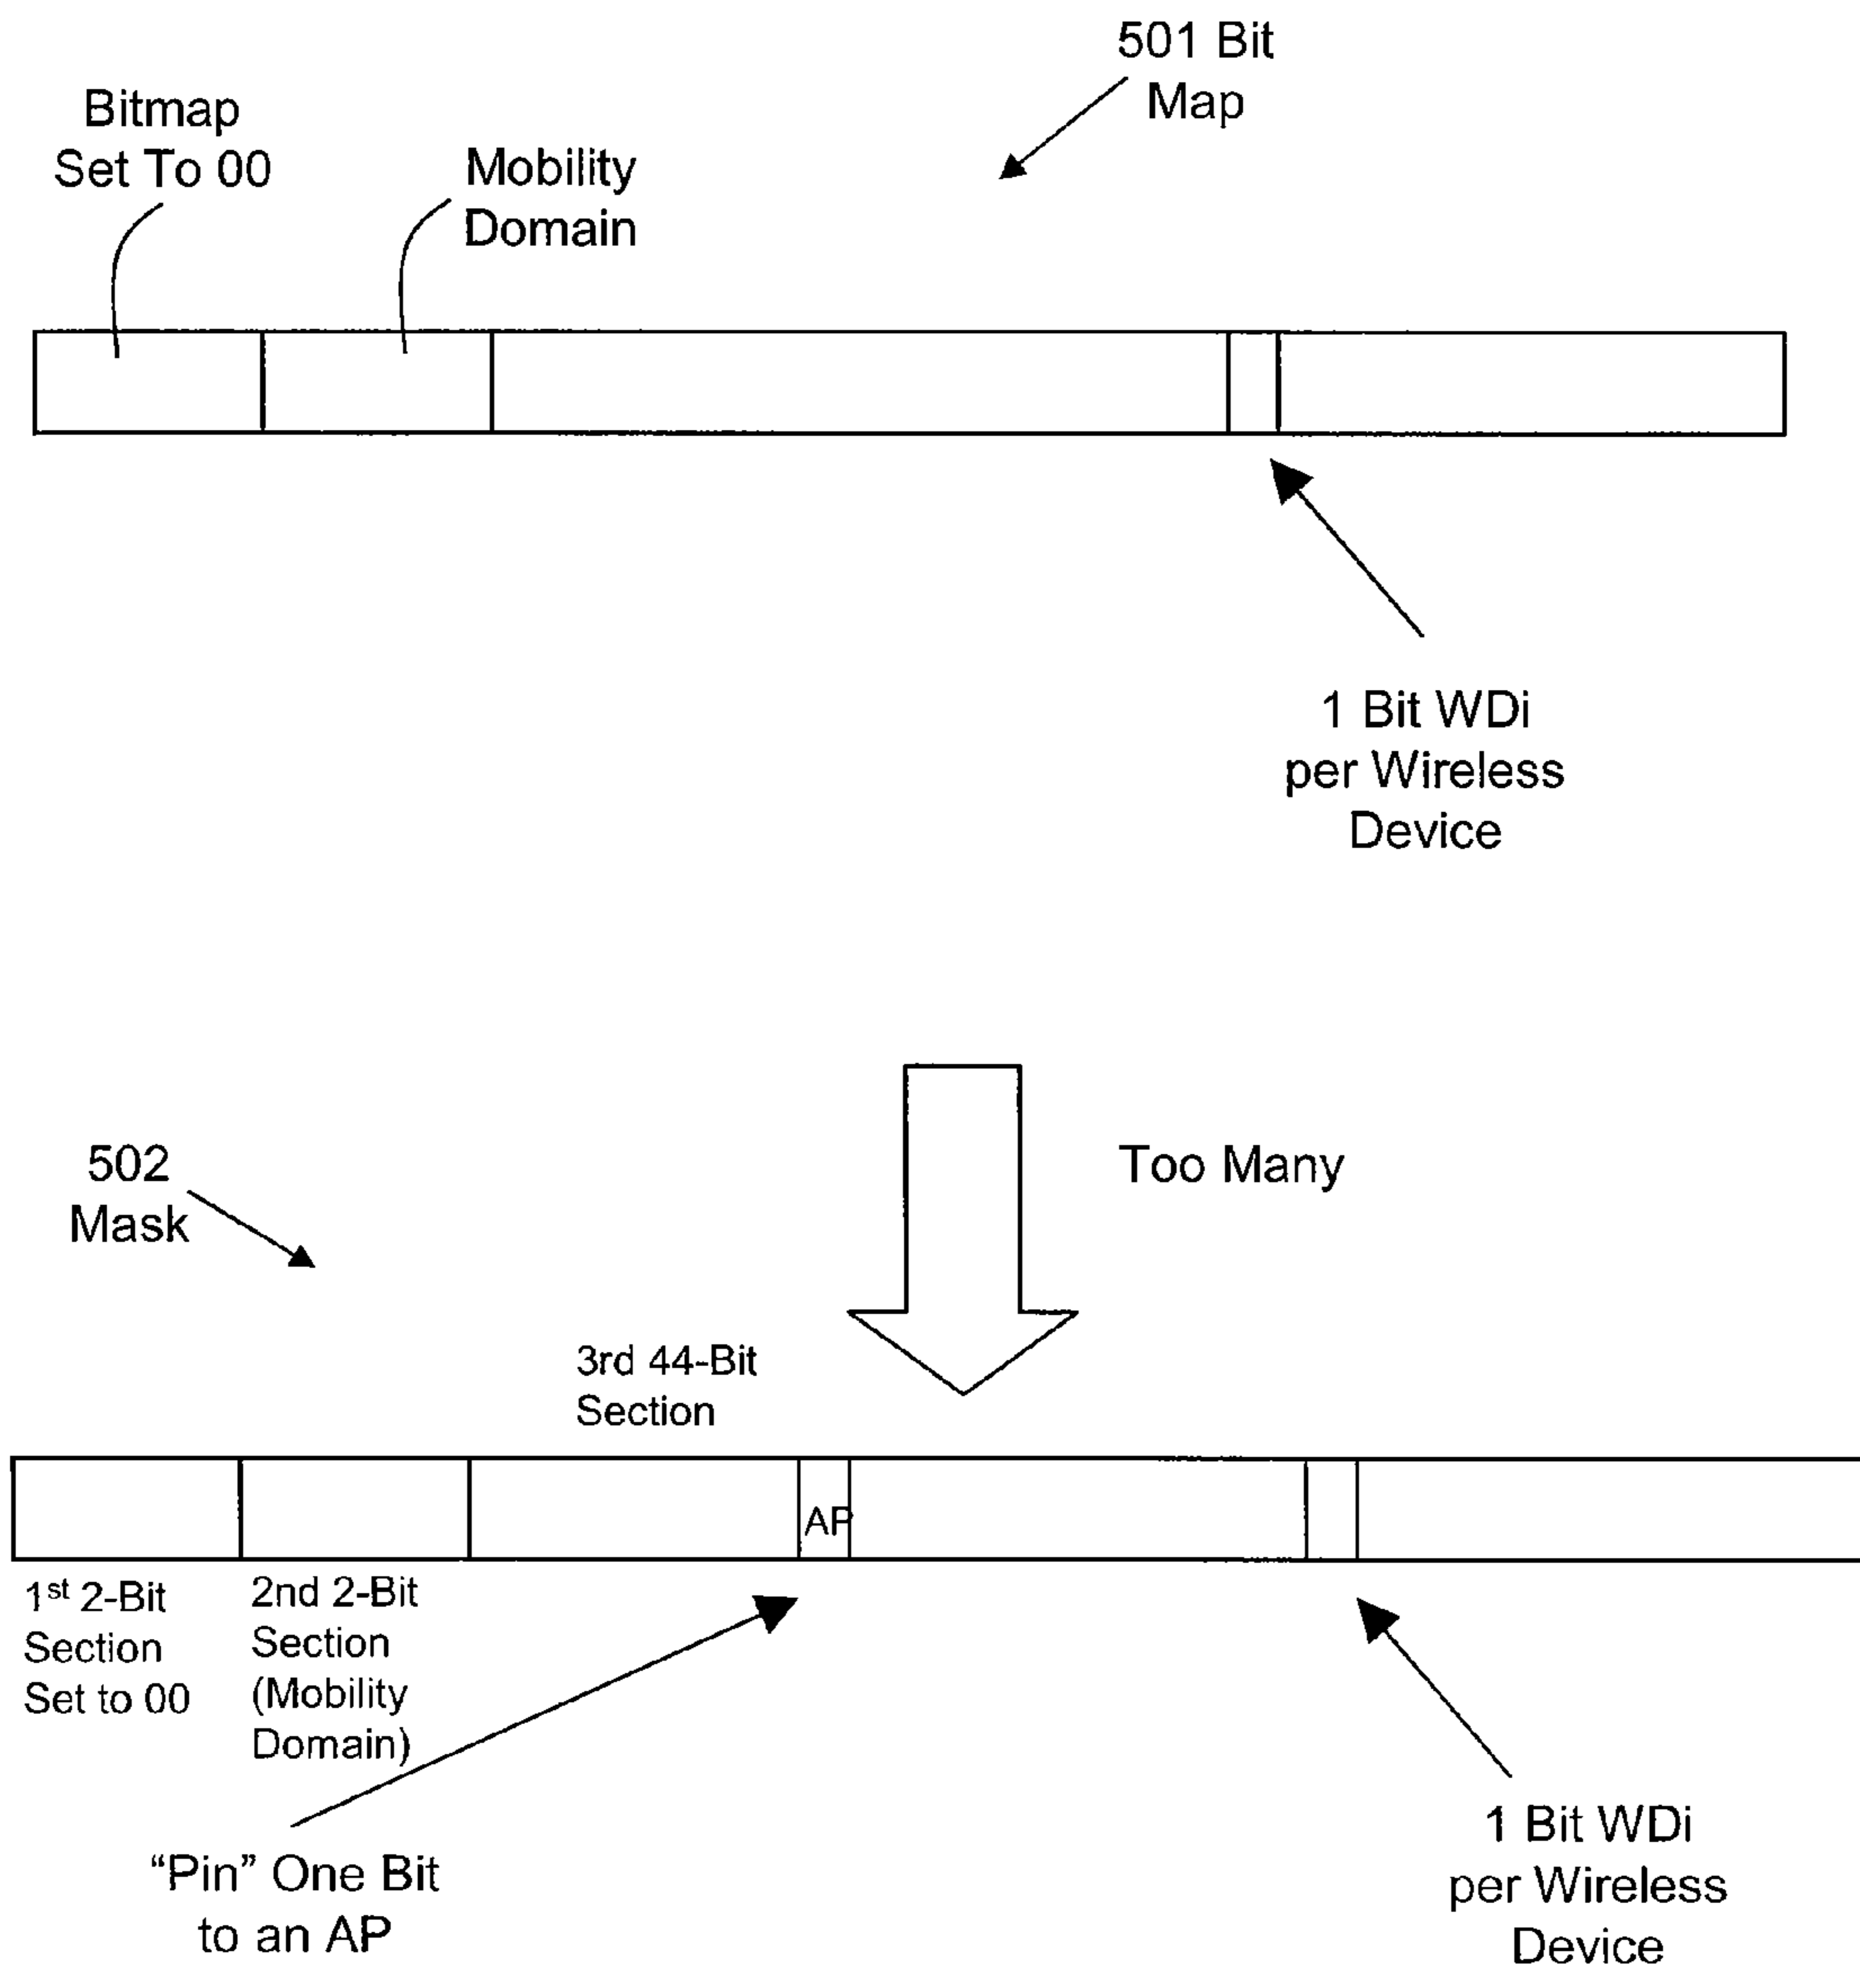 501 Bit
Map
Bitmap
Set To 00
Mobility
Domain
1 Bit WDi
per Wireless
Device
Too Many
502
Mask
3rd 44-Bit
Section
AP
1st 2-Bit
Section
Set to 00
2nd 2-Bit
Section
(Mobility
Domain)
“Pin” One Bit
to an AP
1 Bit WDi
per Wireless
Device